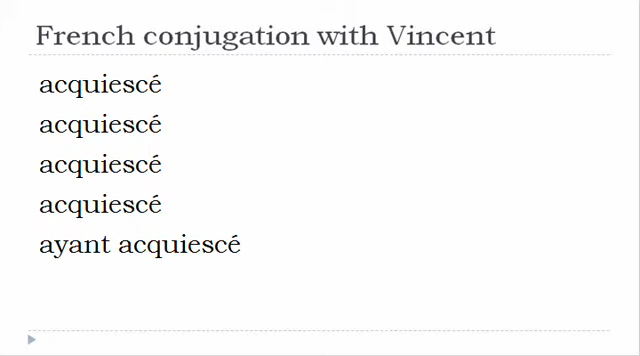 French conjugation with Vincent
acquiescé
acquiescé
acquiescé
acquiescé
ayant acquiescé